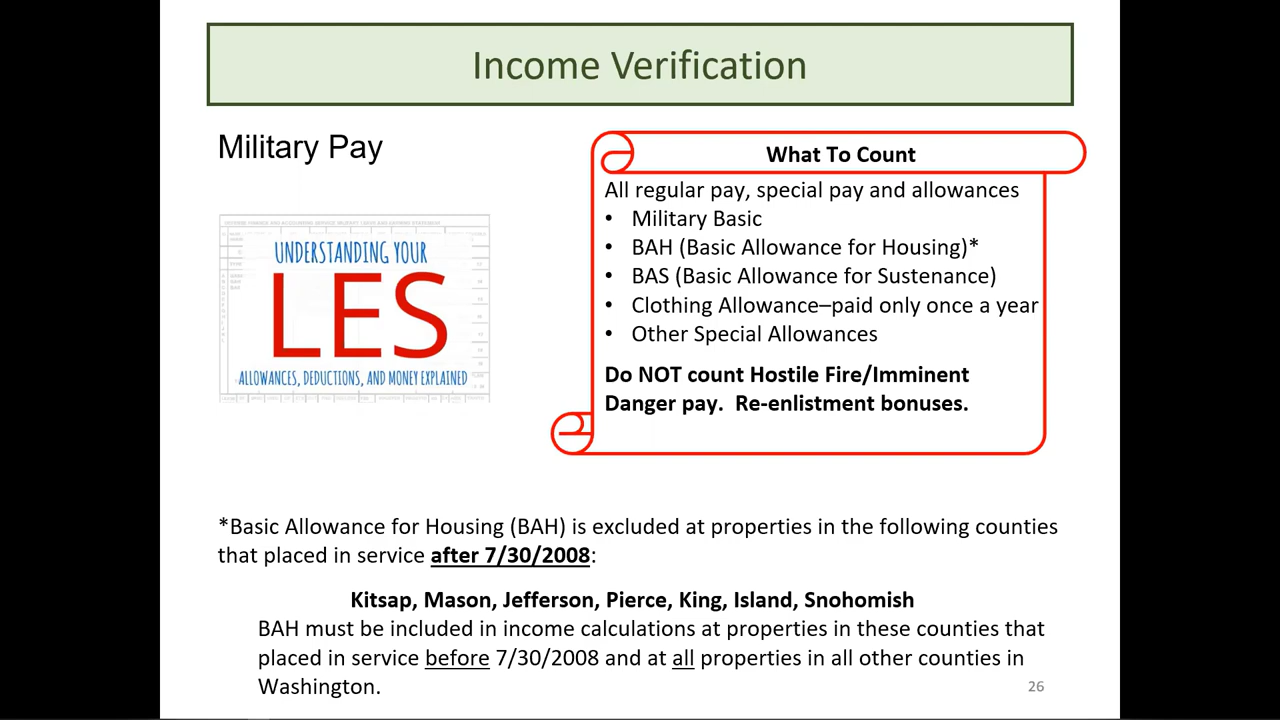 Income Verification
Military Pay
UNDERSTANDING YOUR
LES
ALLOWANCES, DEDUCTIONS, AND MONEY EXPLAINED
What To Count
All regular pay, special pay and allowances
• Military Basic
• BAH (Basic Allowance for Housing)*
• BAS (Basic Allowance for Sustenance)
• Clothing Allowance–paid only once a year
• Other Special Allowances
Do NOT count Hostile Fire/Imminent
Danger pay.  Re-enlistment bonuses.
*Basic Allowance for Housing (BAH) is excluded at properties in the following counties
that placed in service after 7/30/2008:
Kitsap, Mason, Jefferson, Pierce, King, Island, Snohomish
BAH must be included in income calculations at properties in these counties that
placed in service before 7/30/2008 and at all properties in all other counties in
Washington.
26